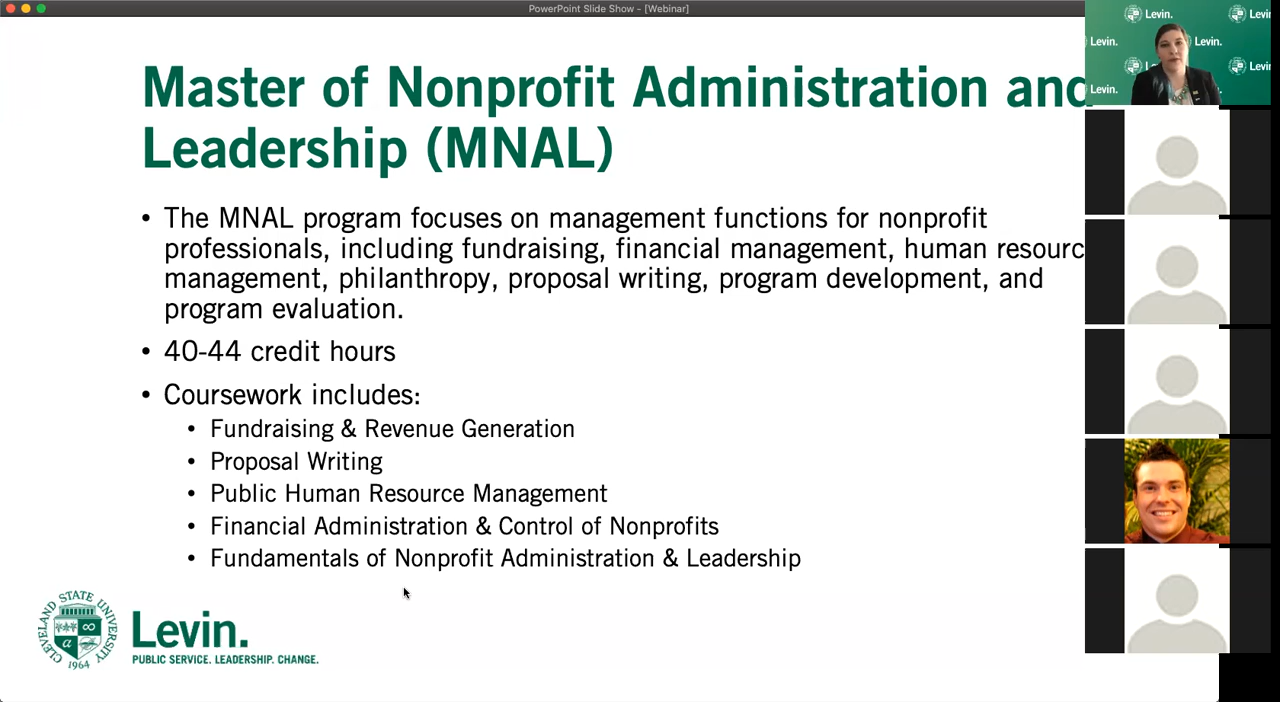 PowerPoint Slide Show - [Webinar]
Master of Nonprofit Administration and
Leadership (MNAL)
• The MNAL program focuses on management functions for nonprofit
professionals, including fundraising, financial management, human resourc
management, philanthropy, proposal writing, program development, and
program evaluation.
• 40-44 credit hours
• Coursework includes:
• Fundraising & Revenue Generation
• Proposal Writing
• Public Human Resource Management
• Financial Administration & Control of Nonprofits
• Fundamentals of Nonprofit Administration & Leadership
CLEVELAND STATE UNIVERSITY
1964
Levin.
PUBLIC SERVICE. LEADERSHIP. CHANGE.
Levin.
Levin.
Levin.
Levin.
Levin.
Levin.
Levin.